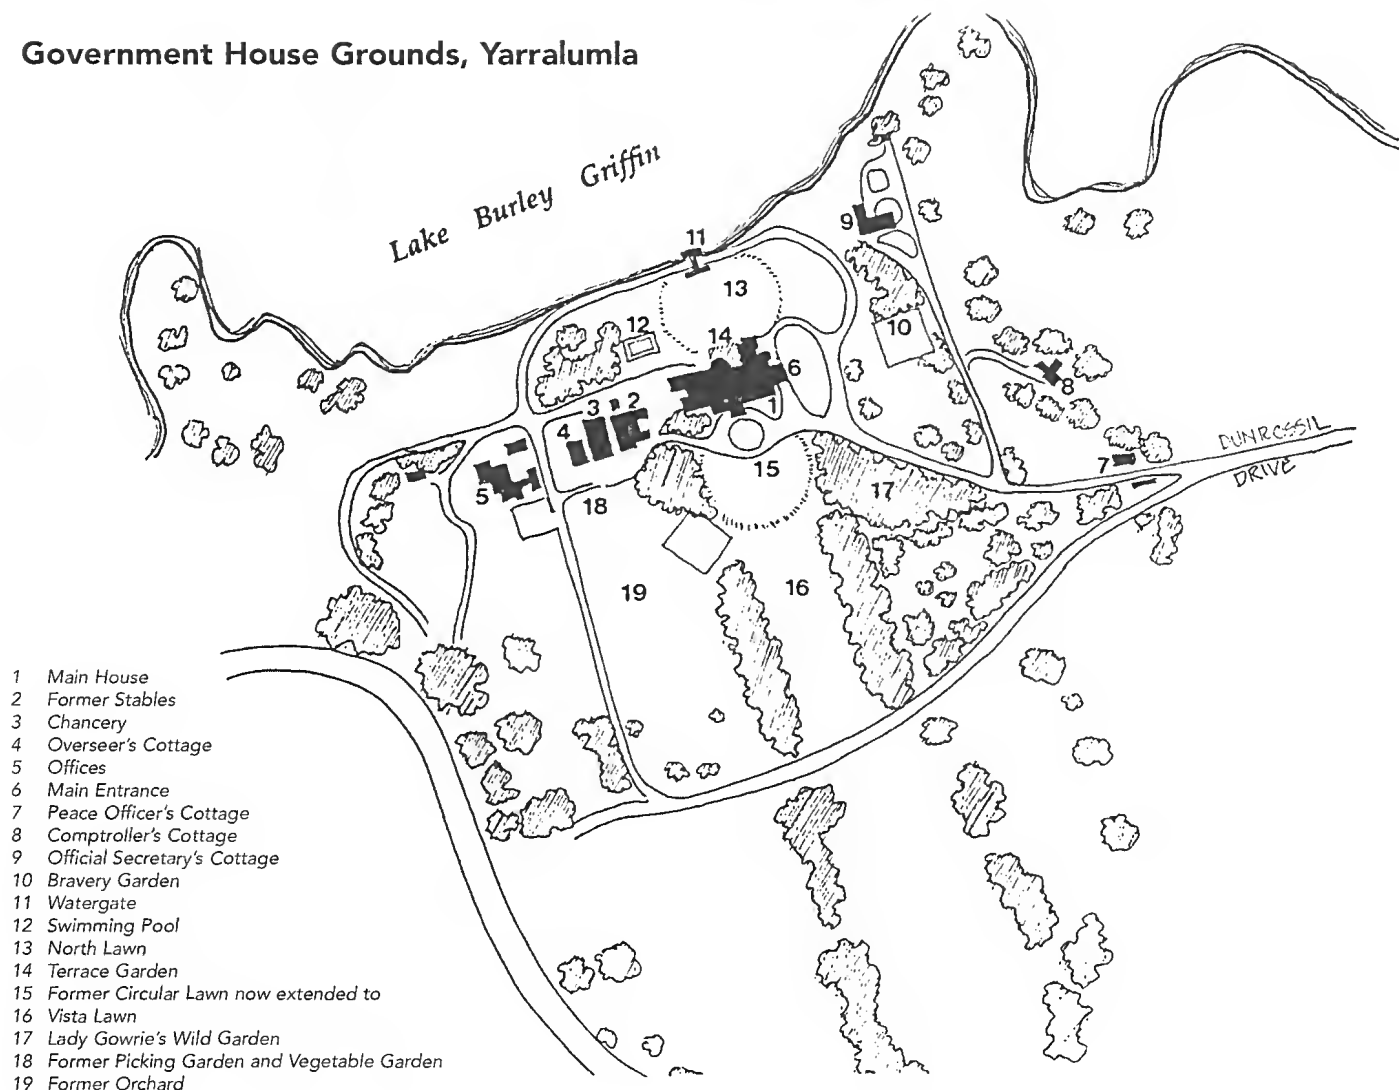 Government House Grounds, Yarralumla
Lake Burley Griffin
11
9
13
12
14
10
6
3
2
8
1
4
DUNROSSIL
7
DRIVE
15
5
17
18
16
19
1 Main House
2 Former Stables
3 Chancery
4 Overseer's Cottage
5 Offices
6 Main Entrance
7 Peace Officer's Cottage
8 Comptroller's Cottage
9 Official Secretary's Cottage
10 Bravery Garden
11 Watergate
12 Swimming Pool
13 North Lawn
14 Terrace Garden
15 Former Circular Lawn now extended to
16 Vista Lawn
17 Lady Gowrie's Wild Garden
18 Former Picking Garden and Vegetable Garden
19 Former Orchard